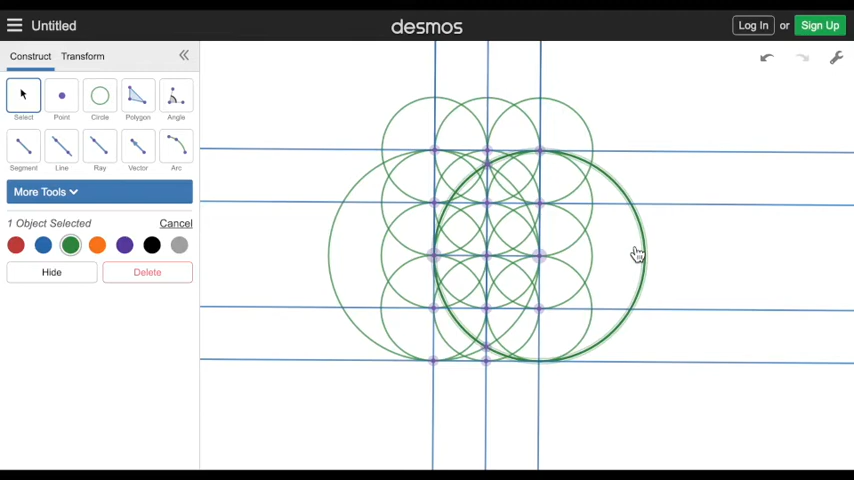 Untitled
desmos
Log In or Sign Up
Construct Transform
Select Point Circle Polygon Angle
Segment Line Ray Vector Arc
More Tools
1 Object Selected Cancel
Hide Delete